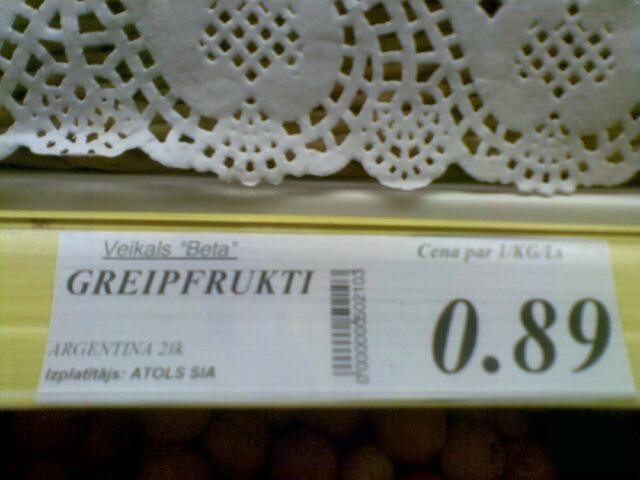 Veikals "Beta"
Cena par 1/KG/Ls
GREIPFRUKTI
0.89
ARGENTINA 2šk
Izplatītājs: ATOLS SIA